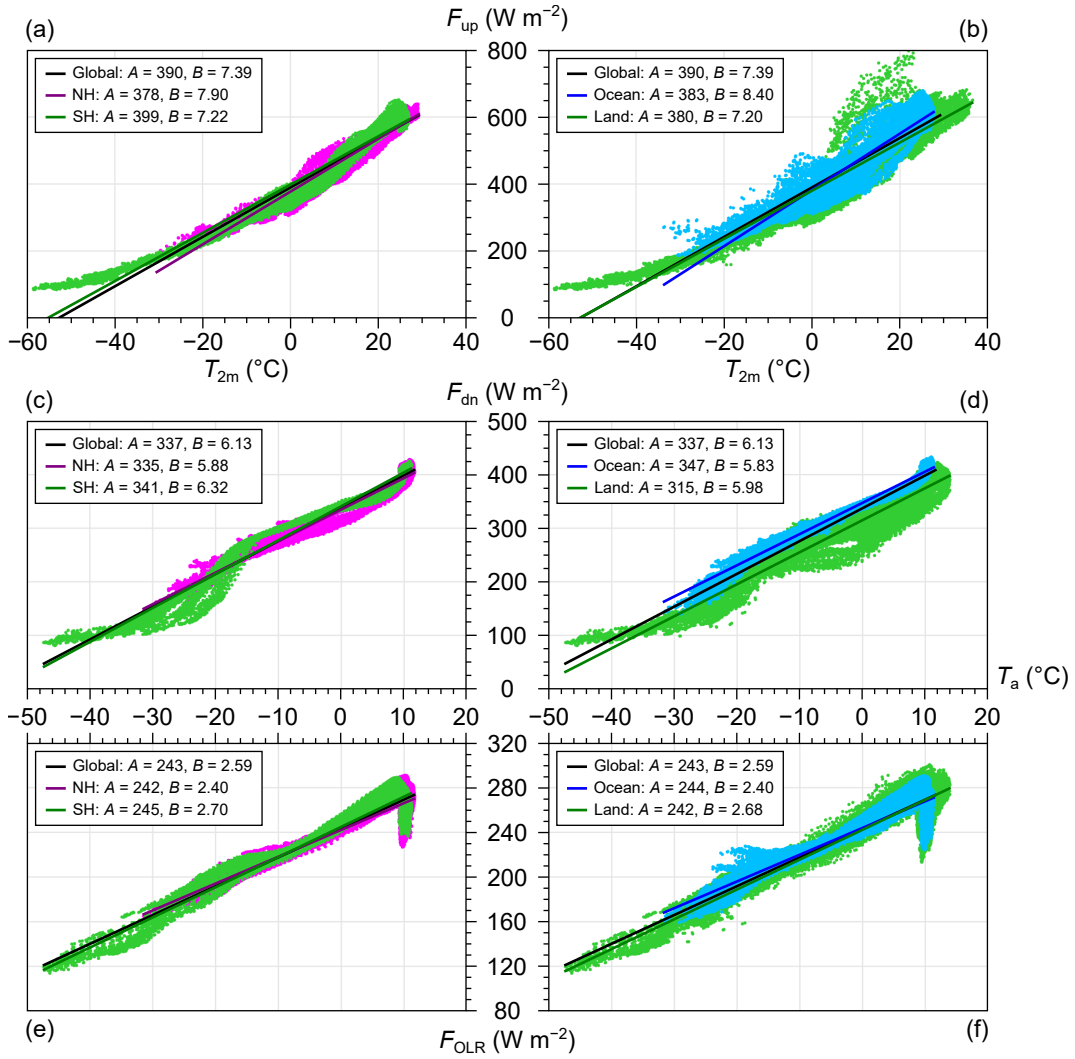 (a)
F_up (W m−2)
(b)
Global: A = 390, B = 7.39
NH: A = 378, B = 7.90
SH: A = 399, B = 7.22
800
600
400
200
0
Global: A = 390, B = 7.39
Ocean: A = 383, B = 8.40
Land: A = 380, B = 7.20
−60 −40 −20 0 20 40
−60 −40 −20 0 20 40
T_2m (°C)
T_2m (°C)
(c)
F_dn (W m−2)
(d)
Global: A = 337, B = 6.13
NH: A = 335, B = 5.88
SH: A = 341, B = 6.32
500
400
300
200
100
0
Global: A = 337, B = 6.13
Ocean: A = 347, B = 5.83
Land: A = 315, B = 5.98
T_a (°C)
−50 −40 −30 −20 −10 0 10 20
−50 −40 −30 −20 −10 0 10 20
Global: A = 243, B = 2.59
NH: A = 242, B = 2.40
SH: A = 245, B = 2.70
320
280
240
200
160
120
80
Global: A = 243, B = 2.59
Ocean: A = 244, B = 2.40
Land: A = 242, B = 2.68
(e)
F_OLR (W m−2)
(f)